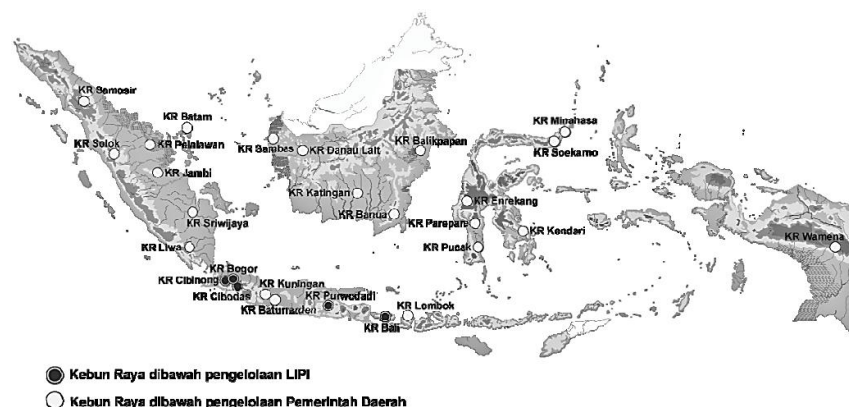 KR Samosir
KR Batam
KR Minahasa
KR Solok
KR Pelalawan
KR Sambas
KR Danau Lait
KR Balikpapan
KR Soekarno
KR Jambi
KR Katingan
KR Enrekang
KR Sriwijaya
KR Banua
KR Parepare
KR Kendari
KR Liwa
KR Pucak
KR Wamena
KR Bogor
KR Cibinong
KR Kuningan
KR Cibodas
KR Purwodadi
KR Baturraden
KR Lombok
KR Bali
Kebun Raya dibawah pengelolaan LIPI
Kebun Raya dibawah pengelolaan Pemerintah Daerah